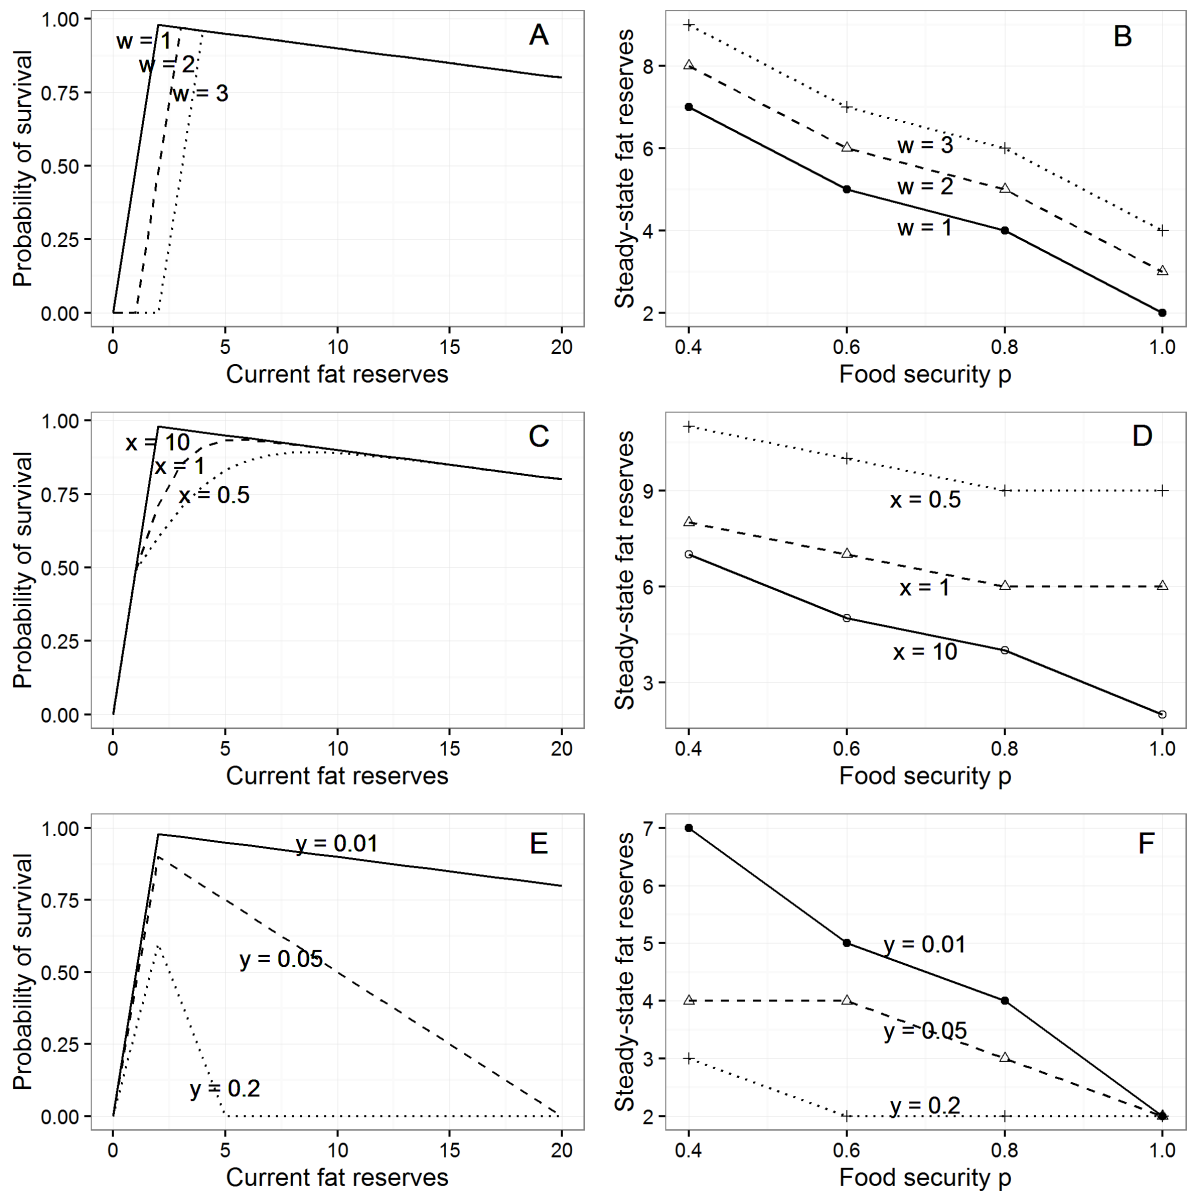 A
Probability of survival
1.00
0.75
0.50
0.25
0.00
w = 1
w = 2
w = 3
0 5 10 15 20
Current fat reserves
B
Steady-state fat reserves
8
6
4
2
w = 3
w = 2
w = 1
0.4 0.6 0.8 1.0
Food security p
C
Probability of survival
1.00
0.75
0.50
0.25
0.00
x = 10
x = 1
x = 0.5
0 5 10 15 20
Current fat reserves
D
Steady-state fat reserves
9
6
3
x = 0.5
x = 1
x = 10
0.4 0.6 0.8 1.0
Food security p
E
Probability of survival
1.00
0.75
0.50
0.25
0.00
y = 0.01
y = 0.05
y = 0.2
0 5 10 15 20
Current fat reserves
F
Steady-state fat reserves
7
6
5
4
3
2
y = 0.01
y = 0.05
y = 0.2
0.4 0.6 0.8 1.0
Food security p